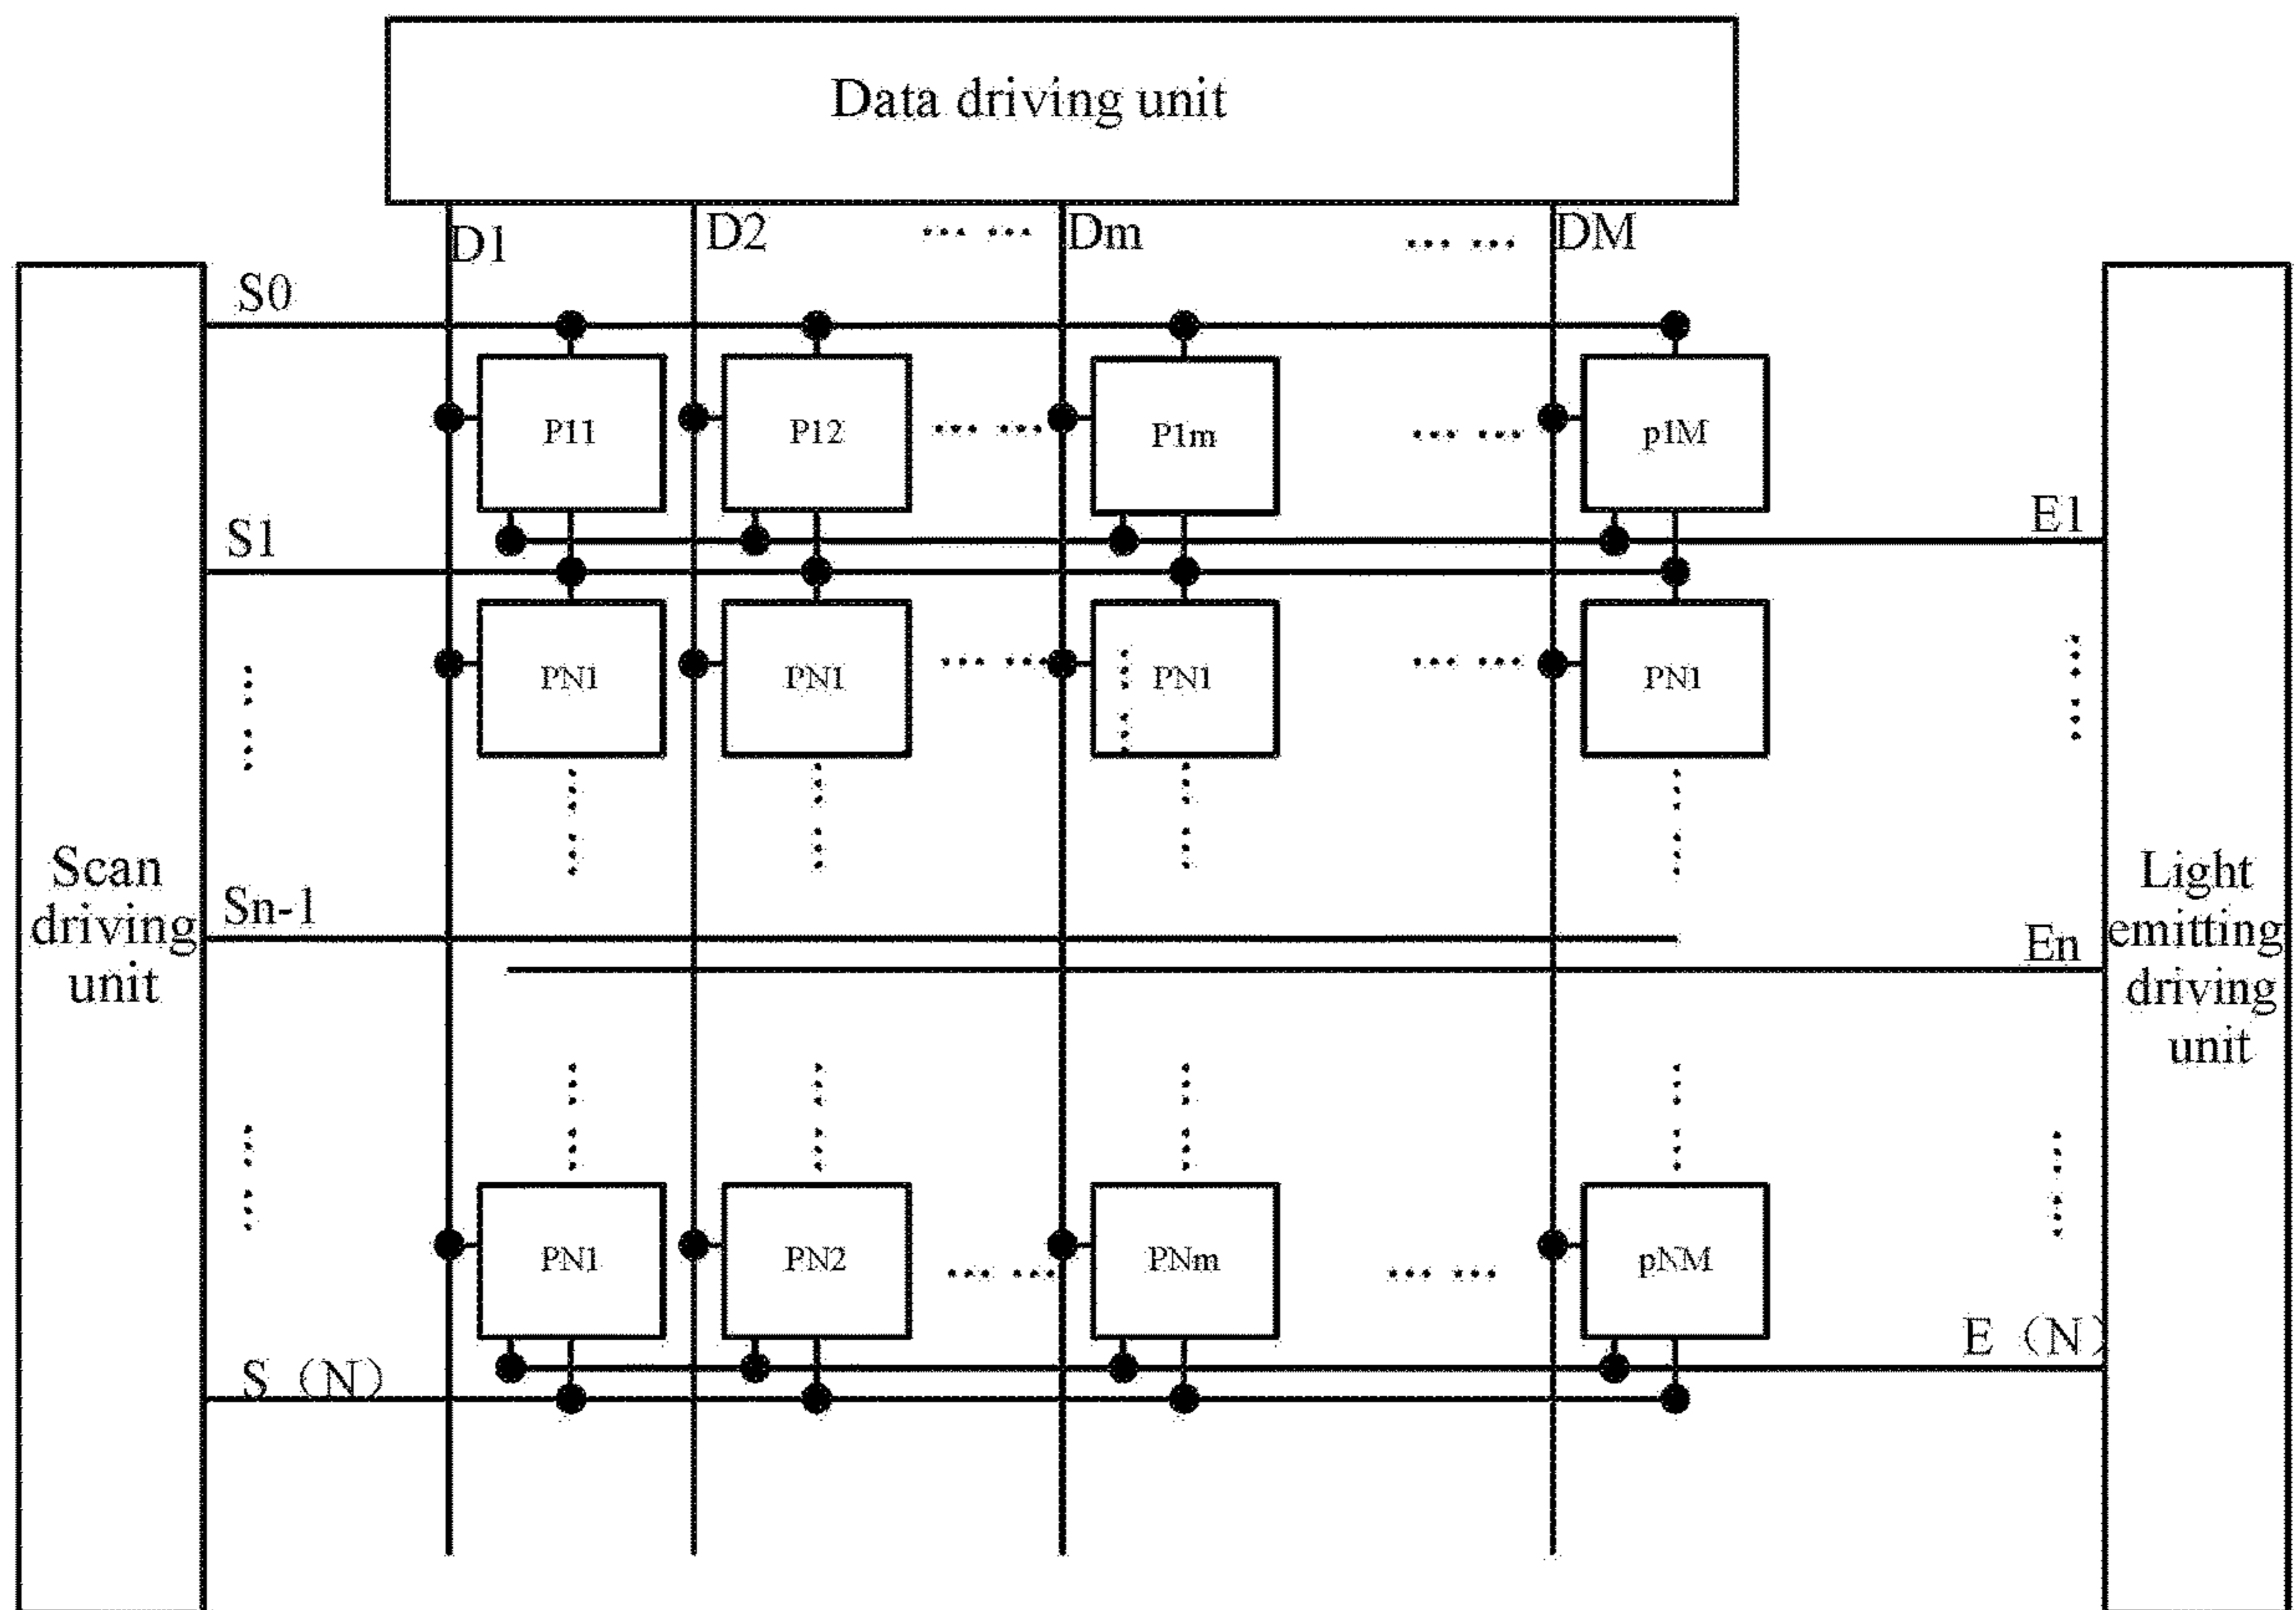 Data driving unit
D1
D2
…… 
Dm
……
DM
S0
P11
P12
……
P1m
……
p1M
S1
E1
PN1
PN1
……
PN1
……
PN1
Scan
driving
unit
Sn-1
En
Light
emitting
driving
unit
PN1
PN2
……
PNm
……
pNM
S（N）
E（N）